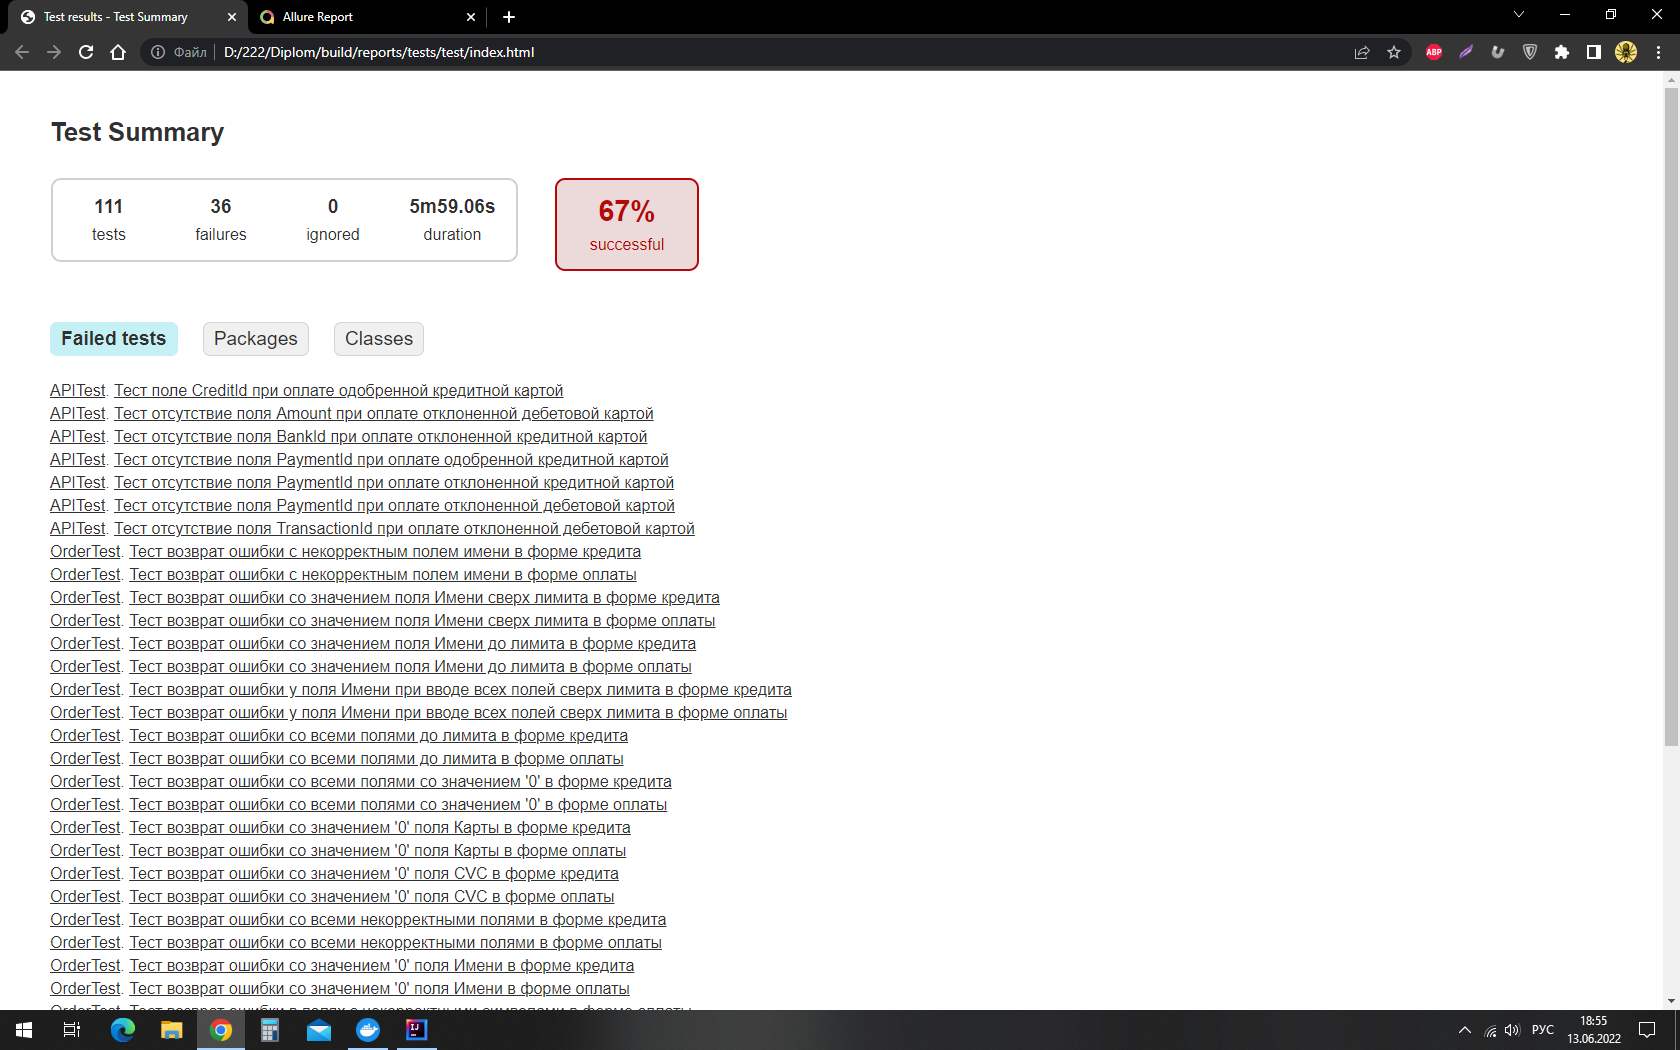 Test results - Test Summary
Allure Report
Файл
D:/222/Diplom/build/reports/tests/test/index.html
ABP
Test Summary
111
tests
36
failures
0
ignored
5m59.06s
duration
67%
successful
Failed tests
Packages
Classes
APITest. Тест поле CreditId при оплате одобренной кредитной картой
APITest. Тест отсутствие поля Amount при оплате отклоненной дебетовой картой
APITest. Тест отсутствие поля BankId при оплате отклоненной кредитной картой
APITest. Тест отсутствие поля PaymentId при оплате одобренной кредитной картой
APITest. Тест отсутствие поля PaymentId при оплате отклоненной кредитной картой
APITest. Тест отсутствие поля PaymentId при оплате отклоненной дебетовой картой
APITest. Тест отсутствие поля TransactionId при оплате отклоненной дебетовой картой
OrderTest. Тест возврат ошибки с некорректным полем имени в форме кредита
OrderTest. Тест возврат ошибки с некорректным полем имени в форме оплаты
OrderTest. Тест возврат ошибки со значением поля Имени сверх лимита в форме кредита
OrderTest. Тест возврат ошибки со значением поля Имени сверх лимита в форме оплаты
OrderTest. Тест возврат ошибки со значением поля Имени до лимита в форме кредита
OrderTest. Тест возврат ошибки со значением поля Имени до лимита в форме оплаты
OrderTest. Тест возврат ошибки у поля Имени при вводе всех полей сверх лимита в форме кредита
OrderTest. Тест возврат ошибки у поля Имени при вводе всех полей сверх лимита в форме оплаты
OrderTest. Тест возврат ошибки со всеми полями до лимита в форме кредита
OrderTest. Тест возврат ошибки со всеми полями до лимита в форме оплаты
OrderTest. Тест возврат ошибки со всеми полями со значением '0' в форме кредита
OrderTest. Тест возврат ошибки со всеми полями со значением '0' в форме оплаты
OrderTest. Тест возврат ошибки со значением '0' поля Карты в форме кредита
OrderTest. Тест возврат ошибки со значением '0' поля Карты в форме оплаты
OrderTest. Тест возврат ошибки со значением '0' поля CVC в форме кредита
OrderTest. Тест возврат ошибки со значением '0' поля CVC в форме оплаты
OrderTest. Тест возврат ошибки со всеми некорректными полями в форме кредита
OrderTest. Тест возврат ошибки со всеми некорректными полями в форме оплаты
OrderTest. Тест возврат ошибки со значением '0' поля Имени в форме кредита
OrderTest. Тест возврат ошибки со значением '0' поля Имени в форме оплаты
IJ
РУС
18:55
13.06.2022